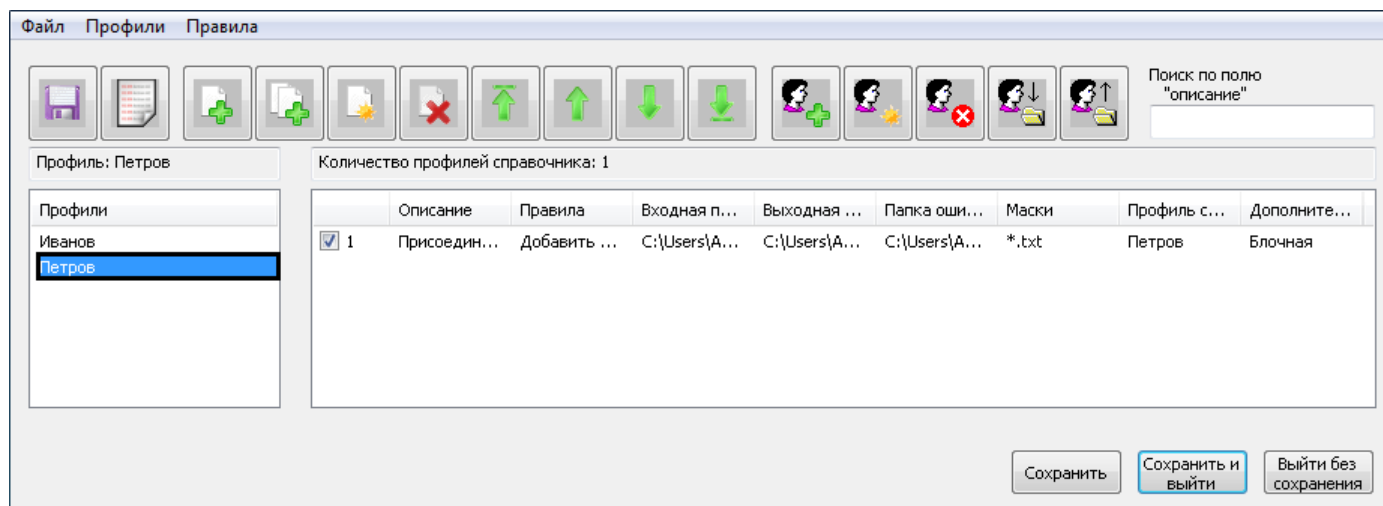 Файл Профили Правила
Поиск по полю
"описание"
Профиль: Петров
Количество профилей справочника: 1
Профили
Иванов
Петров
Описание Правила Входная п... Выходная ... Папка оши... Маски Профиль с... Дополните...
1 Присоедин... Добавить ... C:\Users\A... C:\Users\A... C:\Users\A... *.txt Петров Блочная
Сохранить
Сохранить и
выйти
Выйти без
сохранения